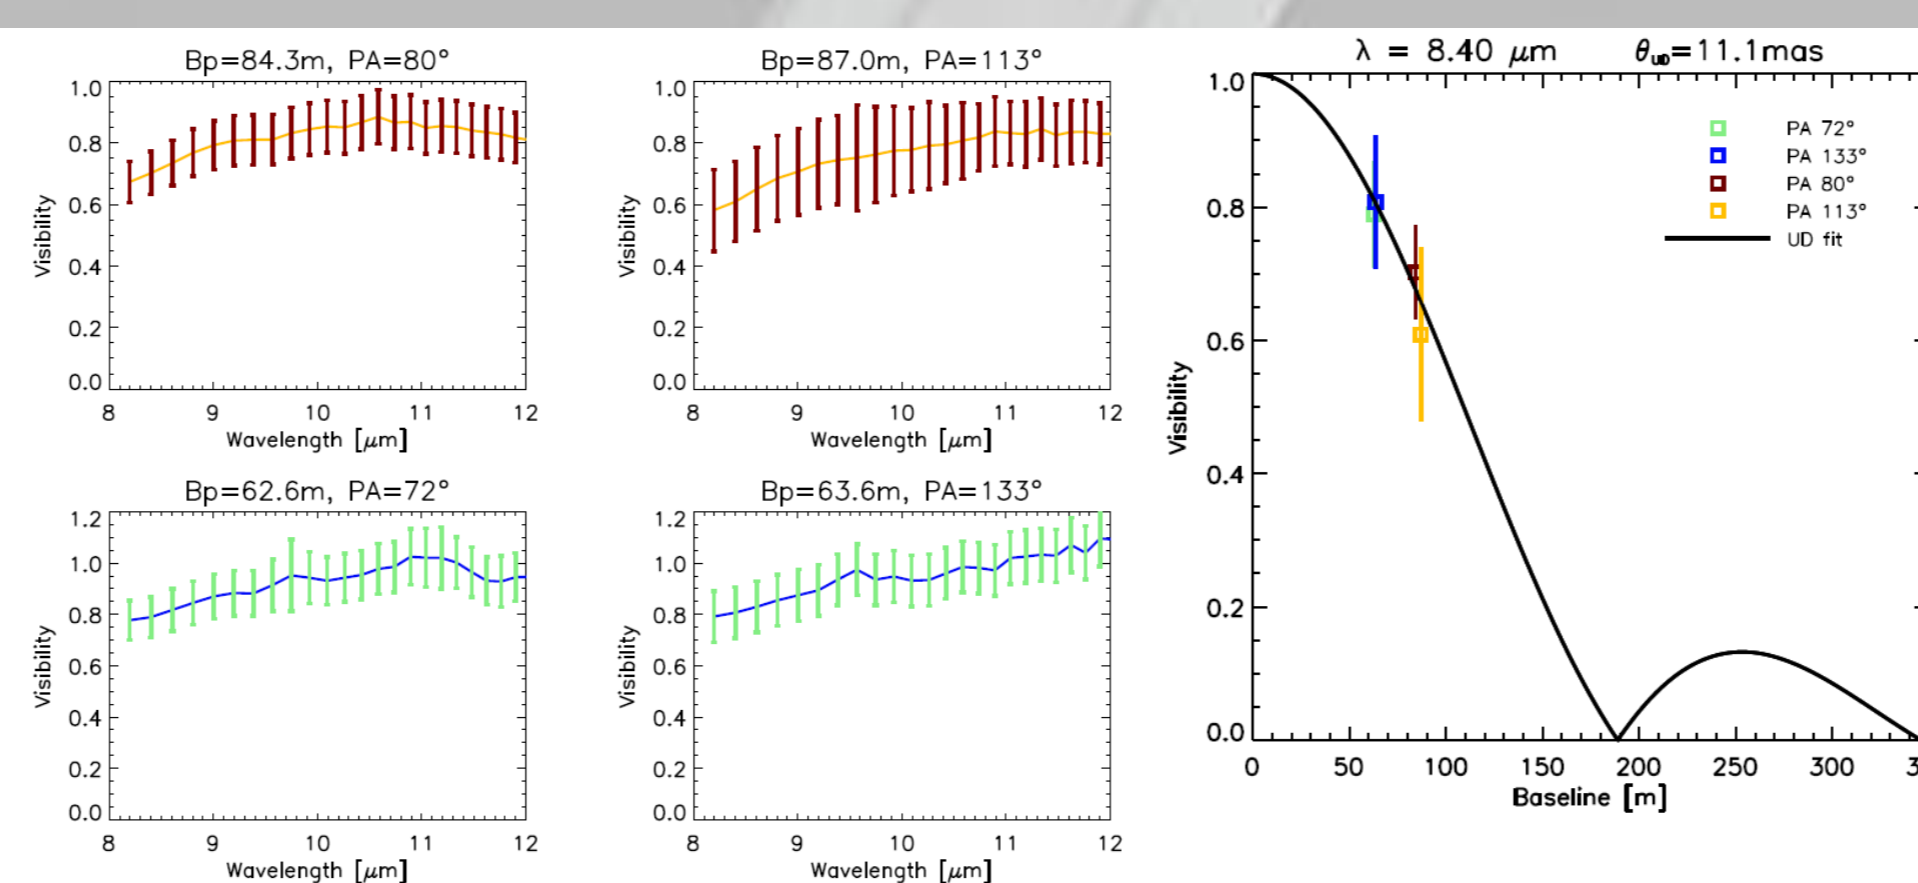 Bp=84.3m, PA=80°
1.0
0.8
0.6
0.4
0.2
0.0
Visibility
8 9 10 11 12
Wavelength [μm]
Bp=87.0m, PA=113°
1.0
0.8
0.6
0.4
0.2
0.0
Visibility
8 9 10 11 12
Wavelength [μm]
Bp=62.6m, PA=72°
1.2
1.0
0.8
0.6
0.4
0.2
0.0
Visibility
8 9 10 11 12
Wavelength [μm]
Bp=63.6m, PA=133°
1.2
1.0
0.8
0.6
0.4
0.2
0.0
Visibility
8 9 10 11 12
Wavelength [μm]
λ = 8.40 μm θUD=11.1mas
1.0
0.8
0.6
0.4
0.2
0.0
Visibility
PA 72°
PA 133°
PA 80°
PA 113°
UD fit
0 50 100 150 200 250 300
Baseline [m]